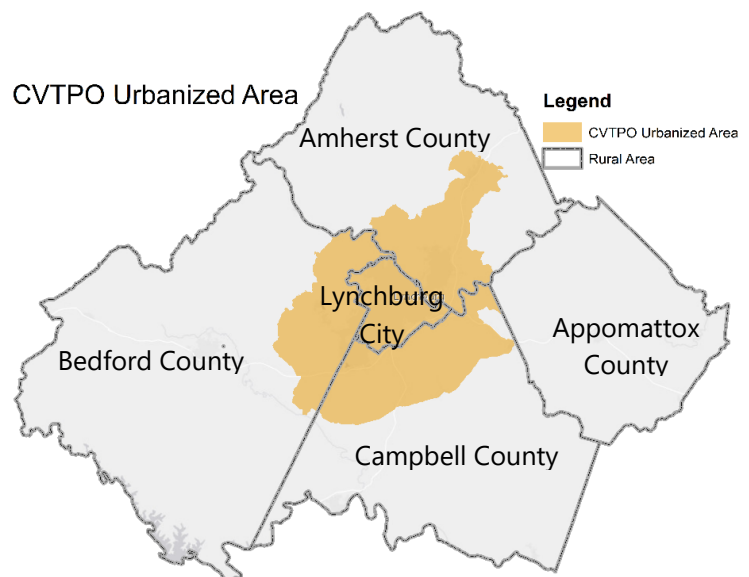 CVTPO Urbanized Area
Legend
CVTPO Urbanized Area
Rural Area
Amherst County
Lynchburg
City
Bedford County
Appomattox
County
Campbell County